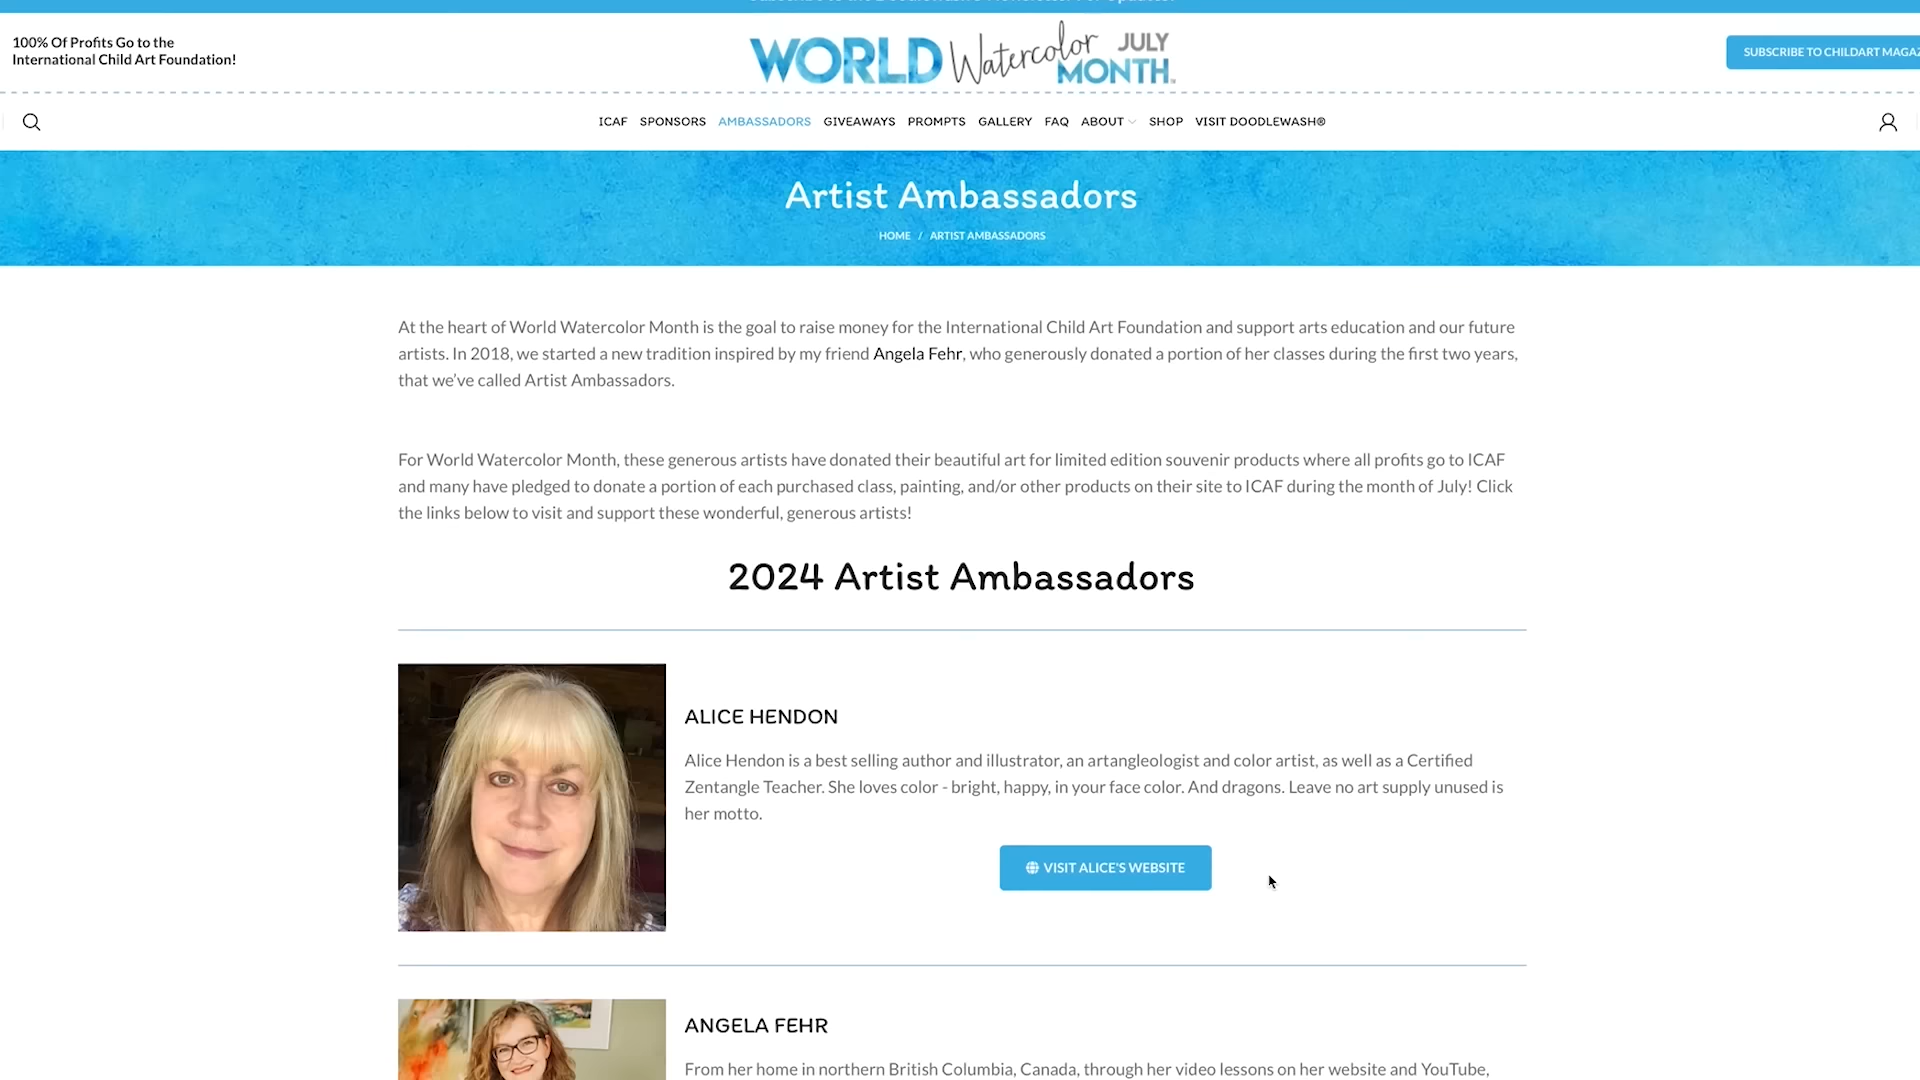 100% Of Profits Go to the
International Child Art Foundation!
WORLD Watercolor JULY MONTH
SUBSCRIBE TO CHILDART
ICAF SPONSORS AMBASSADORS GIVEAWAYS PROMPTS GALLERY FAQ ABOUT SHOP VISIT DOODLEWASH®
Artist Ambassadors
HOME / ARTIST AMBASSADORS
At the heart of World Watercolor Month is the goal to raise money for the International Child Art Foundation and support arts education and our future
artists. In 2018, we started a new tradition inspired by my friend Angela Fehr, who generously donated a portion of her classes during the first two years,
that we’ve called Artist Ambassadors.
For World Watercolor Month, these generous artists have donated their beautiful art for limited edition souvenir products where all profits go to ICAF
and many have pledged to donate a portion of each purchased class, painting, and/or other products on their site to ICAF during the month of July! Click
the links below to visit and support these wonderful, generous artists!
2024 Artist Ambassadors
ALICE HENDON
Alice Hendon is a best selling author and illustrator, an artangleologist and color artist, as well as a Certified
Zentangle Teacher. She loves color - bright, happy, in your face color. And dragons. Leave no art supply unused is
her motto.
VISIT ALICE'S WEBSITE
ANGELA FEHR
From her home in northern British Columbia, Canada, through her video lessons on her website and YouTube,